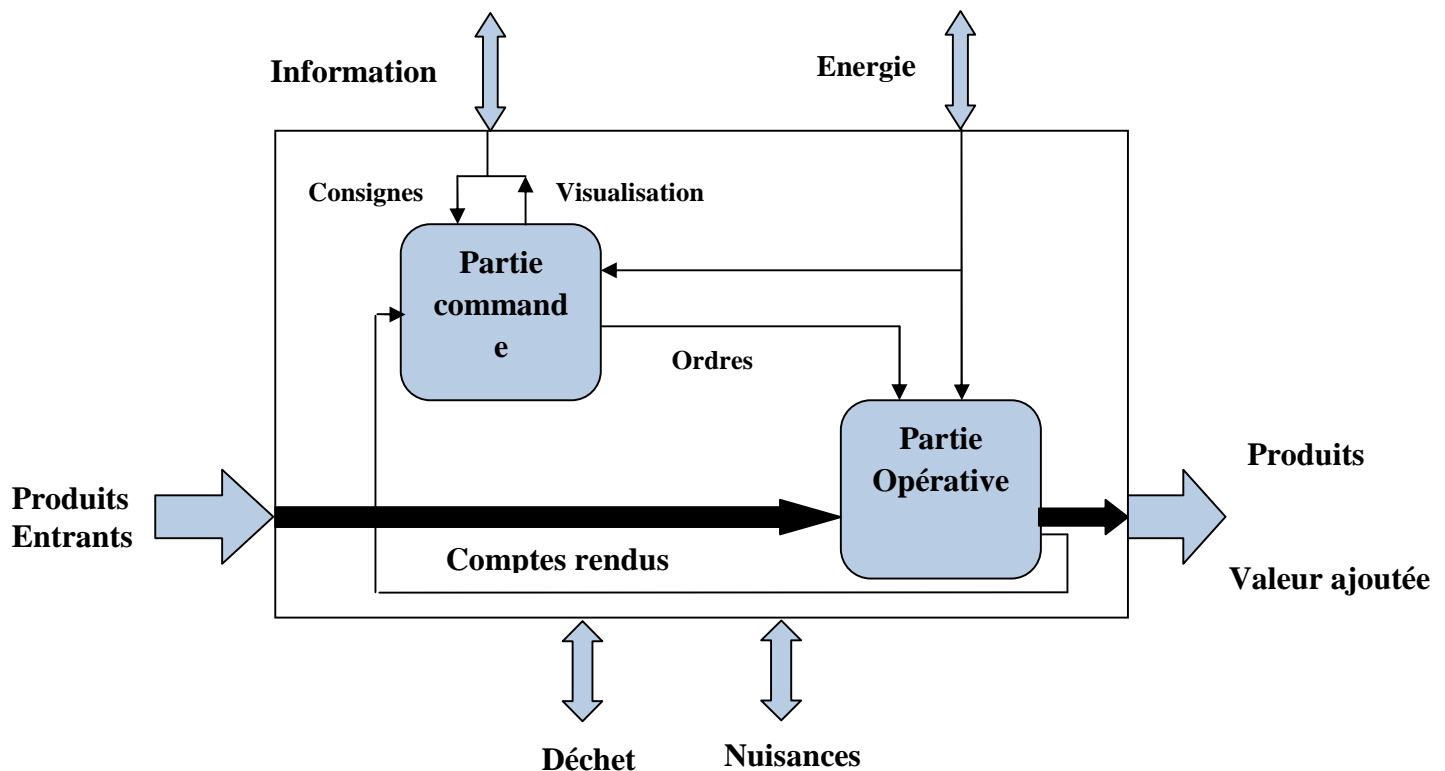 Information
Energie
Consignes
Visualisation
Partie
command
e
Ordres
Partie
Opérative
Produits
Entrants
Comptes rendus
Produits
Valeur ajoutée
Déchet
Nuisances